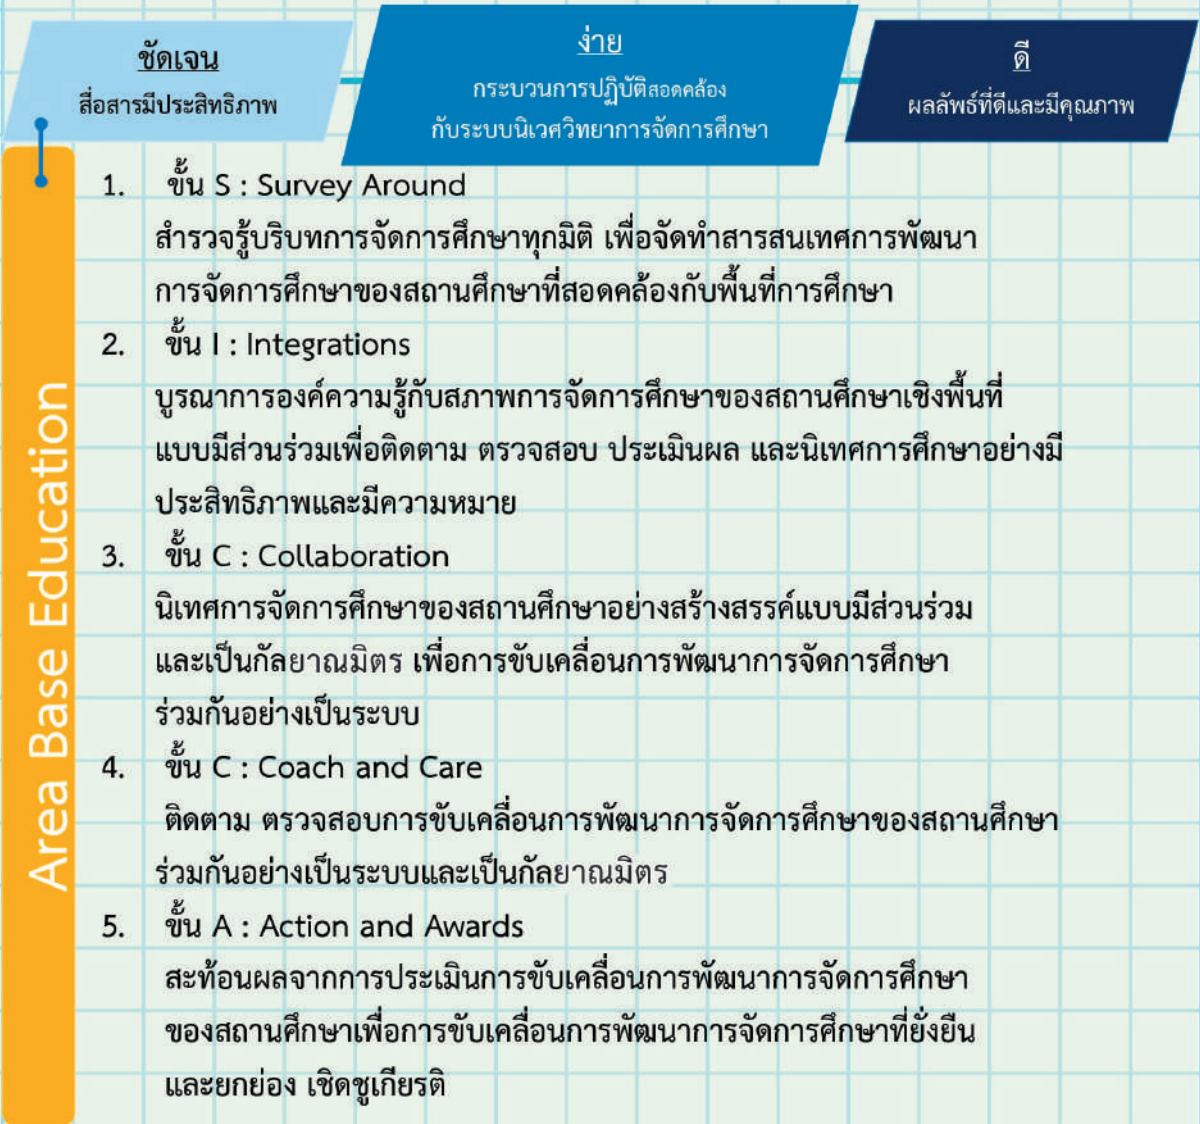 ชัดเจน
สื่อสารมีประสิทธิภาพ
ง่าย
กระบวนการปฏิบัติสอดคล้อง
กับระบบนิเวศวิทยาการจัดการศึกษา
ดี
ผลลัพธ์ที่ดีและมีคุณภาพ
Area Base Education
1. ขั้น S : Survey Around
สำรวจรู้บริบทการจัดการศึกษาทุกมิติ เพื่อจัดทำสารสนเทศการพัฒนา
การจัดการศึกษาของสถานศึกษาที่สอดคล้องกับพื้นที่การศึกษา
2. ขั้น I : Integrations
บูรณาการองค์ความรู้กับสภาพการจัดการศึกษาของสถานศึกษาเชิงพื้นที่
แบบมีส่วนร่วมเพื่อติดตาม ตรวจสอบ ประเมินผล และนิเทศการศึกษาอย่างมี
ประสิทธิภาพและมีความหมาย
3. ขั้น C : Collaboration
นิเทศการจัดการศึกษาของสถานศึกษาอย่างสร้างสรรค์แบบมีส่วนร่วม
และเป็นกัลยาณมิตร เพื่อการขับเคลื่อนการพัฒนาการจัดการศึกษา
ร่วมกันอย่างเป็นระบบ
4. ขั้น C : Coach and Care
ติดตาม ตรวจสอบการขับเคลื่อนการพัฒนาการจัดการศึกษาของสถานศึกษา
ร่วมกันอย่างเป็นระบบและเป็นกัลยาณมิตร
5. ขั้น A : Action and Awards
สะท้อนผลจากการประเมินการขับเคลื่อนการพัฒนาการจัดการศึกษา
ของสถานศึกษาเพื่อการขับเคลื่อนการพัฒนาการจัดการศึกษาที่ยั่งยืน
และยกย่อง เชิดชูเกียรติ